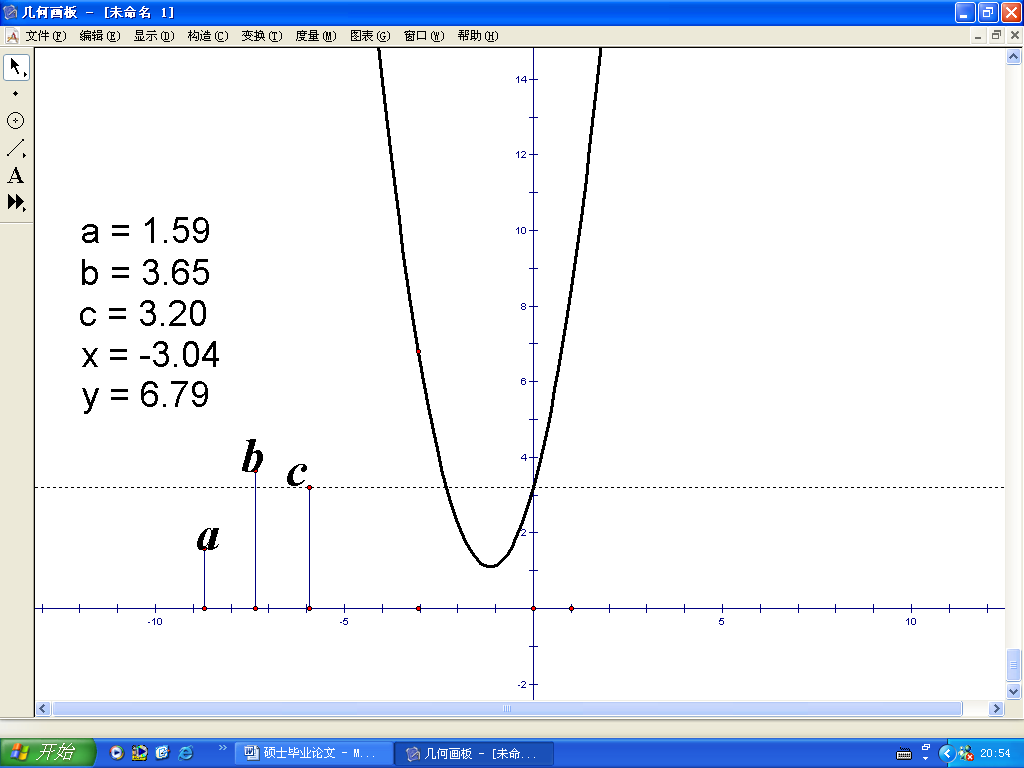 几何画板 - [未命名 1]
文件(F) 编辑(E) 显示(D) 构造(C) 变换(T) 度量(M) 图表(G) 窗口(W) 帮助(H)
A
a = 1.59
b = 3.65
c = 3.20
x = -3.04
y = 6.79
14
12
10
8
6
4
2
-2
b
c
a
-10
-5
5
10
开始
硕士毕业论文 - M...
几何画板 - [未命...
20:54